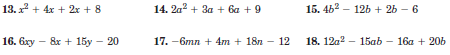 13. x² + 4x + 2x + 8 14. 2a² + 3a + 6a + 9 15. 4b² − 12b + 2b − 6
16. 6xy − 8x + 15y − 20 17. −6mn + 4m + 18n − 12 18. 12a² − 15ab − 16a + 20b